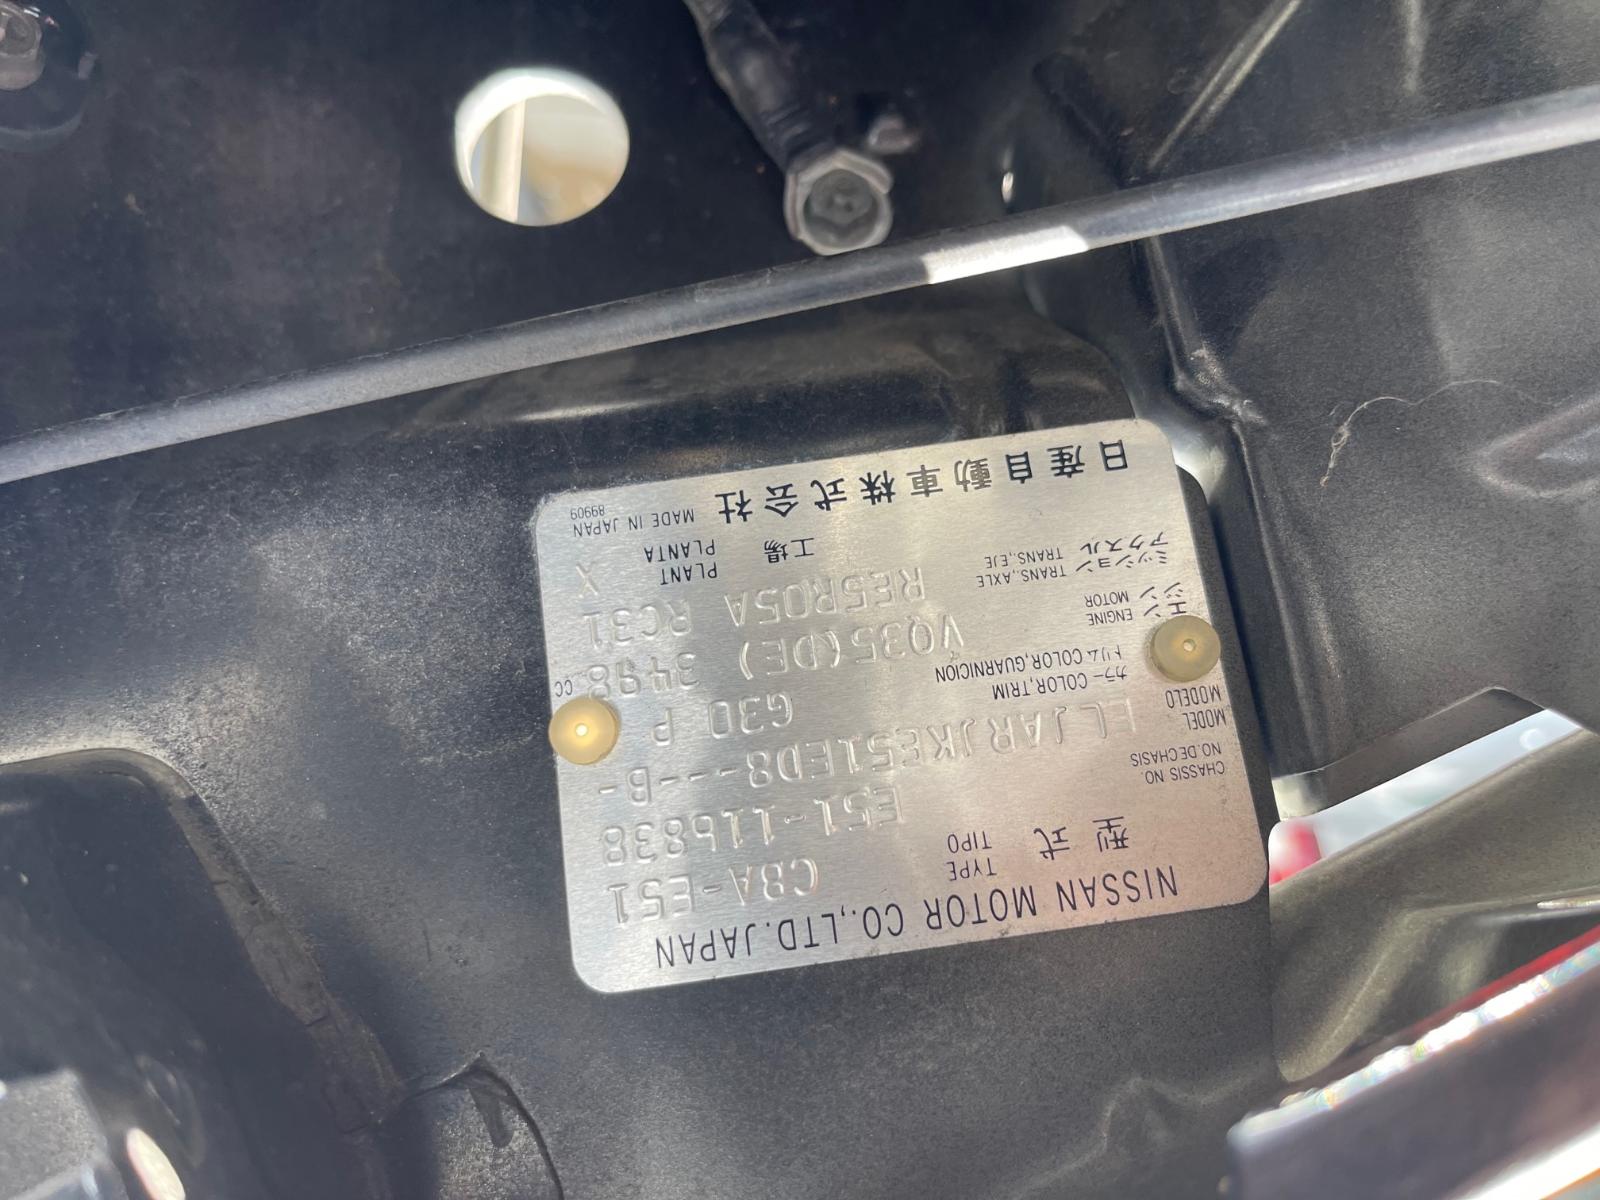 NISSAN MOTOR CO.,LTD.JAPAN
型式 TYPE TIPO CBA-E51
CHASSIS NO. NO.DECHASIS E51-116838
MODEL MODELO LLJARJKE51ED8---B-
カラー COLOR,TRIM トリム COLOR,GUARNICION G30 P
エンジン ENGINE MOTOR VQ35(DE) 3498 CC
ミッション アクスル TRANS.,AXLE TRANS.,EJE RE5R05A RC31
工場 PLANT PLANTA X
日産自動車株式会社 MADE IN JAPAN 89909